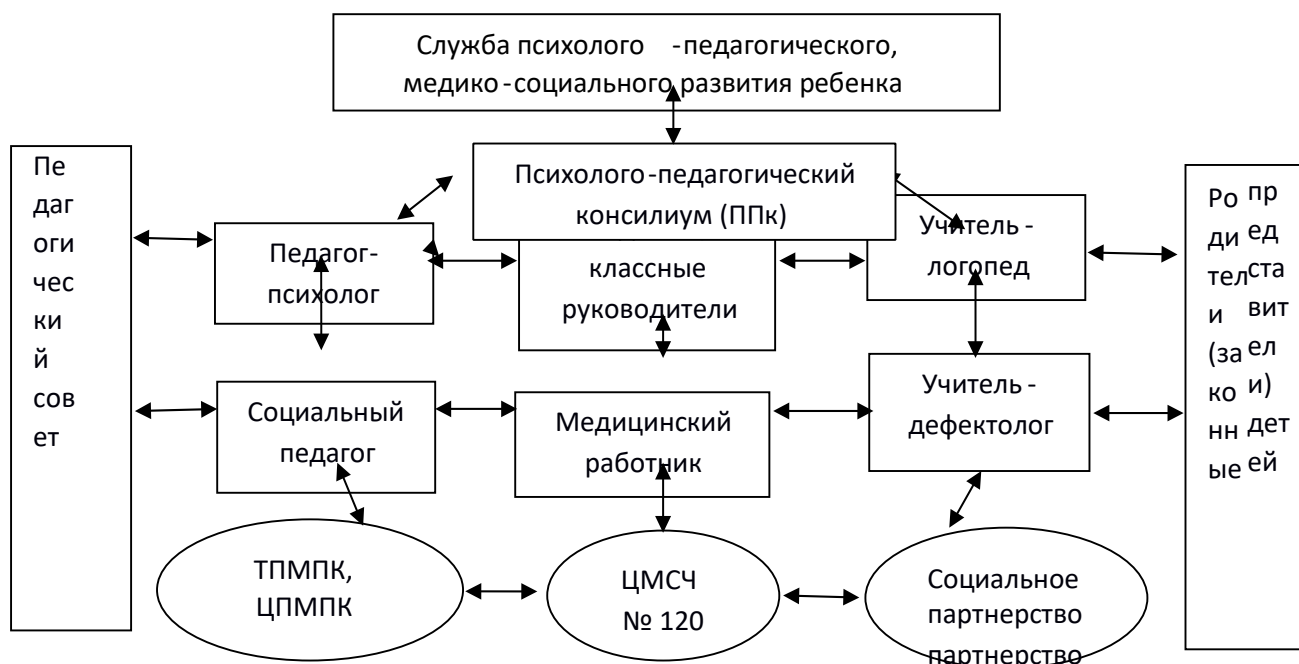 Служба психолого -педагогического,
медико-социального развития ребенка
Пе
даг
оги
чес
ки
й
сов
ет
Психолого-педагогический
консилиум (ППк)
Педагог-
психолог
классные
руководители
Учитель -
логопед
Социальный
педагог
Медицинский
работник
Учитель -
дефектолог
Ро
ди
тел
и
(за
ко
нн
ые
пр
ед
ста
вит
ел
и)
дет
ей
ТПМПК,
ЦПМПК
ЦМСЧ
№ 120
Социальное
партнерство
партнерство